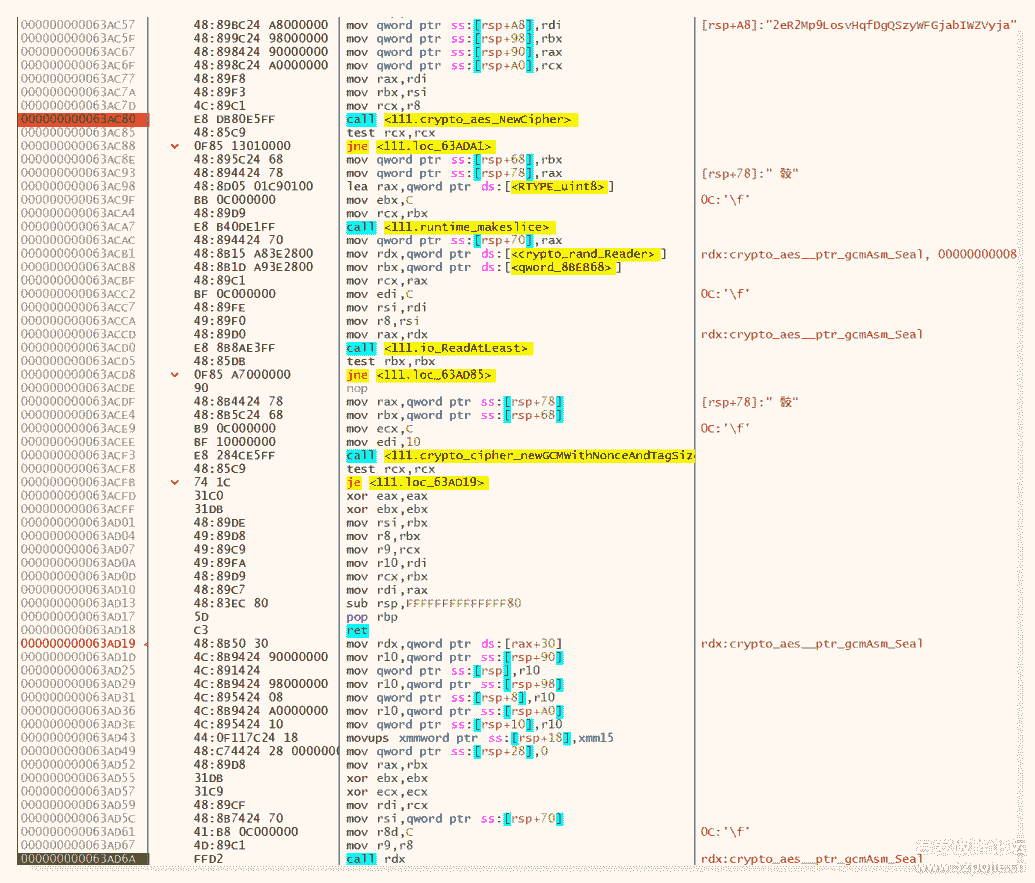 000000000063AC57 48:89BC24 A8000000 mov qword ptr ss:[rsp+A8],rdi [rsp+A8]:"2eR2Mp9LosvHqfDgQSzyWFGjabIWZVyja"
000000000063AC5F 48:899C24 98000000 mov qword ptr ss:[rsp+98],rbx
000000000063AC67 48:898424 90000000 mov qword ptr ss:[rsp+90],rax
000000000063AC6F 48:898C24 A0000000 mov qword ptr ss:[rsp+A0],rcx
000000000063AC77 48:89F8 mov rax,rdi
000000000063AC7A 48:89F3 mov rbx,rsi
000000000063AC7D 4C:89C1 mov rcx,r8
000000000063AC80 E8 DB80E5FF call <111.crypto_aes_NewCipher>
000000000063AC85 48:85C9 test rcx,rcx
000000000063AC88 0F85 13010000 jne <111.loc_63ADA1>
000000000063AC8E 48:895C24 68 mov qword ptr ss:[rsp+68],rbx
000000000063AC93 48:894424 78 mov qword ptr ss:[rsp+78],rax [rsp+78]:" 骰"
000000000063AC98 48:8D05 01C90100 lea rax,qword ptr ds:[<RTYPE_uint8>]
000000000063AC9F BB 0C000000 mov ebx,C 0C:'\f'
000000000063ACA4 48:89D9 mov rcx,rbx
000000000063ACA7 E8 B40DE1FF call <111.runtime_makeslice>
000000000063ACAC 48:894424 70 mov qword ptr ss:[rsp+70],rax
000000000063ACB1 48:8B15 A83E2800 mov rdx,qword ptr ds:[<crypto_rand_Reader>] rdx:crypto_aes__ptr_gcmAsm_Seal, 00000000008
000000000063ACB8 48:8B1D A93E2800 mov rbx,qword ptr ds:[<qword_8BEB68>]
000000000063ACBF 48:89C1 mov rcx,rax
000000000063ACC2 BF 0C000000 mov edi,C 0C:'\f'
000000000063ACC7 48:89FE mov rsi,rdi
000000000063ACCA 49:89F0 mov r8,rsi
000000000063ACCD 48:89D0 mov rax,rdx rdx:crypto_aes__ptr_gcmAsm_Seal
000000000063ACD0 E8 8B8AE3FF call <111.io_ReadAtLeast>
000000000063ACD5 48:85DB test rbx,rbx
000000000063ACD8 0F85 A7000000 jne <111.loc_63AD85>
000000000063ACDE 90 nop
000000000063ACDF 48:8B4424 78 mov rax,qword ptr ss:[rsp+78] [rsp+78]:" 骰"
000000000063ACE4 48:8B5C24 68 mov rbx,qword ptr ss:[rsp+68]
000000000063ACE9 B9 0C000000 mov ecx,C 0C:'\f'
000000000063ACEE BF 10000000 mov edi,10
000000000063ACF3 E8 284CE5FF call <111.crypto_cipher_newGCMWithNonceAndTagSize
000000000063ACF8 48:85C9 test rcx,rcx
000000000063ACFB 74 1C je <111.loc_63AD19>
000000000063ACFD 31C0 xor eax,eax
000000000063ACFF 31DB xor ebx,ebx
000000000063AD01 48:89DE mov rsi,rbx
000000000063AD04 49:89D8 mov r8,rbx
000000000063AD07 49:89C9 mov r9,rcx
000000000063AD0A 49:89FA mov r10,rdi
000000000063AD0D 48:89D9 mov rcx,rbx
000000000063AD10 48:89C7 mov rdi,rax
000000000063AD13 48:83EC 80 sub rsp,FFFFFFFFFFFFFF80
000000000063AD17 5D pop rbp
000000000063AD18 C3 ret
000000000063AD19 48:8B50 30 mov rdx,qword ptr ds:[rax+30] rdx:crypto_aes__ptr_gcmAsm_Seal
000000000063AD1D 4C:8B9424 90000000 mov r10,qword ptr ss:[rsp+90]
000000000063AD25 4C:891424 mov qword ptr ss:[rsp],r10
000000000063AD29 4C:8B9424 98000000 mov r10,qword ptr ss:[rsp+98]
000000000063AD31 4C:895424 08 mov qword ptr ss:[rsp+8],r10
000000000063AD36 4C:8B9424 A0000000 mov r10,qword ptr ss:[rsp+A0]
000000000063AD3E 4C:895424 10 mov qword ptr ss:[rsp+10],r10
000000000063AD43 44:0F117C24 18 movups xmmword ptr ss:[rsp+18],xmm15
000000000063AD49 48:C74424 28 0000000 mov qword ptr ss:[rsp+28],0
000000000063AD52 48:89D8 mov rax,rbx
000000000063AD55 31DB xor ebx,ebx
000000000063AD57 31C9 xor ecx,ecx
000000000063AD59 48:89CF mov rdi,rcx
000000000063AD5C 48:8B7424 70 mov rsi,qword ptr ss:[rsp+70]
000000000063AD61 41:B8 0C000000 mov r8d,C 0C:'\f'
000000000063AD67 4D:89C1 mov r9,r8
000000000063AD6A FFD2 call rdx rdx:crypto_aes__ptr_gcmAsm_Seal